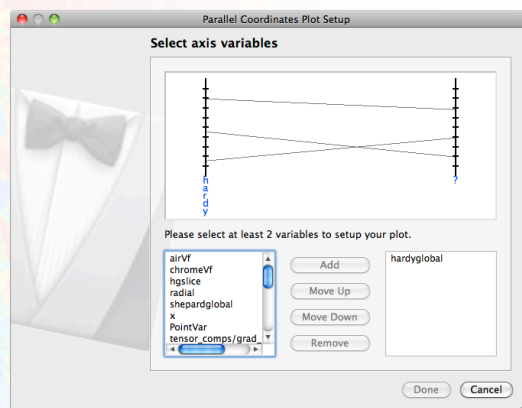 Parallel Coordinates Plot Setup
Select axis variables
hardy
?
Please select at least 2 variables to setup your plot.
airVf
chromeVf
hgslice
radial
shepardglobal
x
PointVar
tensor_comps/grad_
Add
Move Up
Move Down
Remove
hardyglobal
Done
Cancel